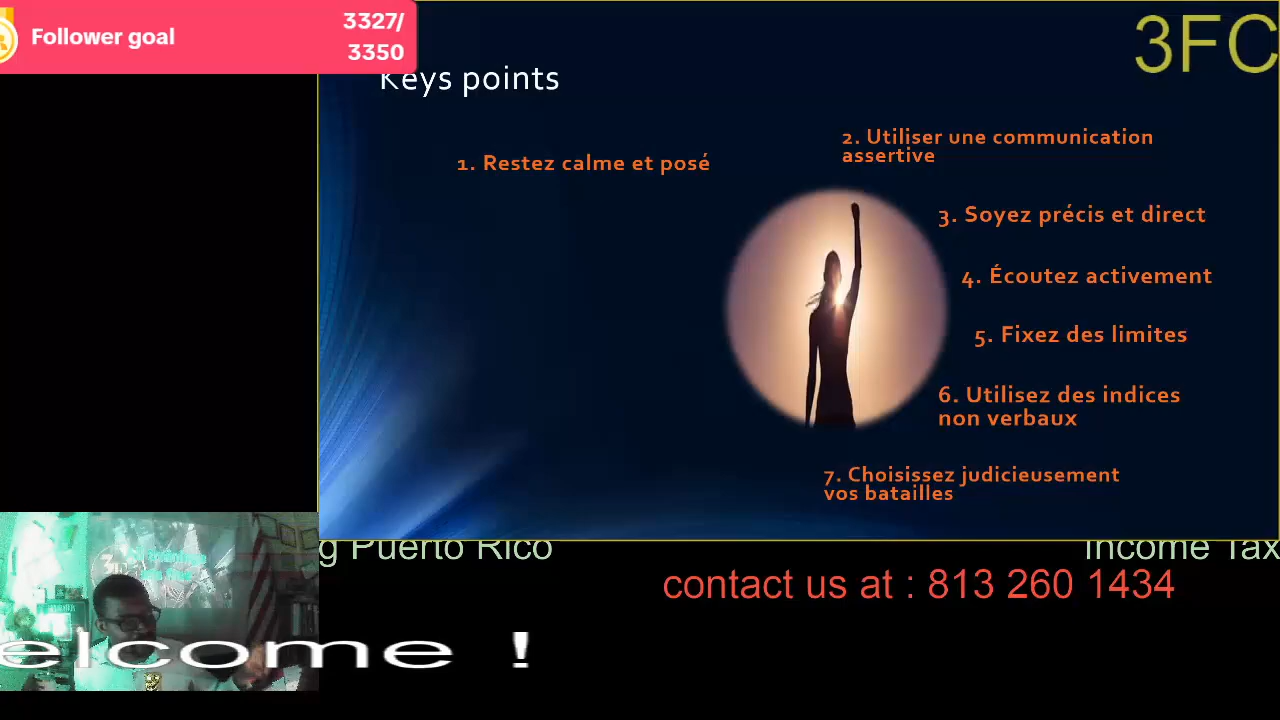 Follower goal
3327/
3350
3FC
Keys points
1. Restez calme et posé
2. Utiliser une communication
assertive
3. Soyez précis et direct
4. Écoutez activement
5. Fixez des limites
6. Utilisez des indices
non verbaux
7. Choisissez judicieusement
vos batailles
g Puerto Rico
Income Tax
contact us at : 813 260 1434
elcome !